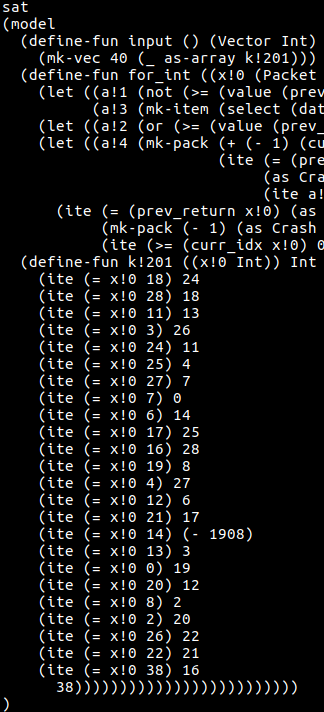 sat
(model
  (define-fun input () (Vector Int)
    (mk-vec 40 (_ as-array k!201)))
  (define-fun for_int ((x!0 (Packet
    (let ((a!1 (not (>= (value (prev
          (a!3 (mk-item (select (dat
    (let ((a!2 (or (>= (value (prev_
    (let ((a!4 (mk-pack (+ (- 1) (cu
                        (ite (= (pre
                             (as Cra
                             (ite a!
      (ite (= (prev_return x!0) (as
           (mk-pack (- 1) (as Crash
           (ite (>= (curr_idx x!0) 0
  (define-fun k!201 ((x!0 Int)) Int
    (ite (= x!0 18) 24
    (ite (= x!0 28) 18
    (ite (= x!0 11) 13
    (ite (= x!0 3) 26
    (ite (= x!0 24) 11
    (ite (= x!0 25) 4
    (ite (= x!0 27) 7
    (ite (= x!0 7) 0
    (ite (= x!0 6) 14
    (ite (= x!0 17) 25
    (ite (= x!0 16) 28
    (ite (= x!0 19) 8
    (ite (= x!0 4) 27
    (ite (= x!0 12) 6
    (ite (= x!0 21) 17
    (ite (= x!0 14) (- 1908)
    (ite (= x!0 13) 3
    (ite (= x!0 0) 19
    (ite (= x!0 20) 12
    (ite (= x!0 8) 2
    (ite (= x!0 2) 20
    (ite (= x!0 26) 22
    (ite (= x!0 22) 21
    (ite (= x!0 38) 16
      38)))))))))))))))))))))))))
)